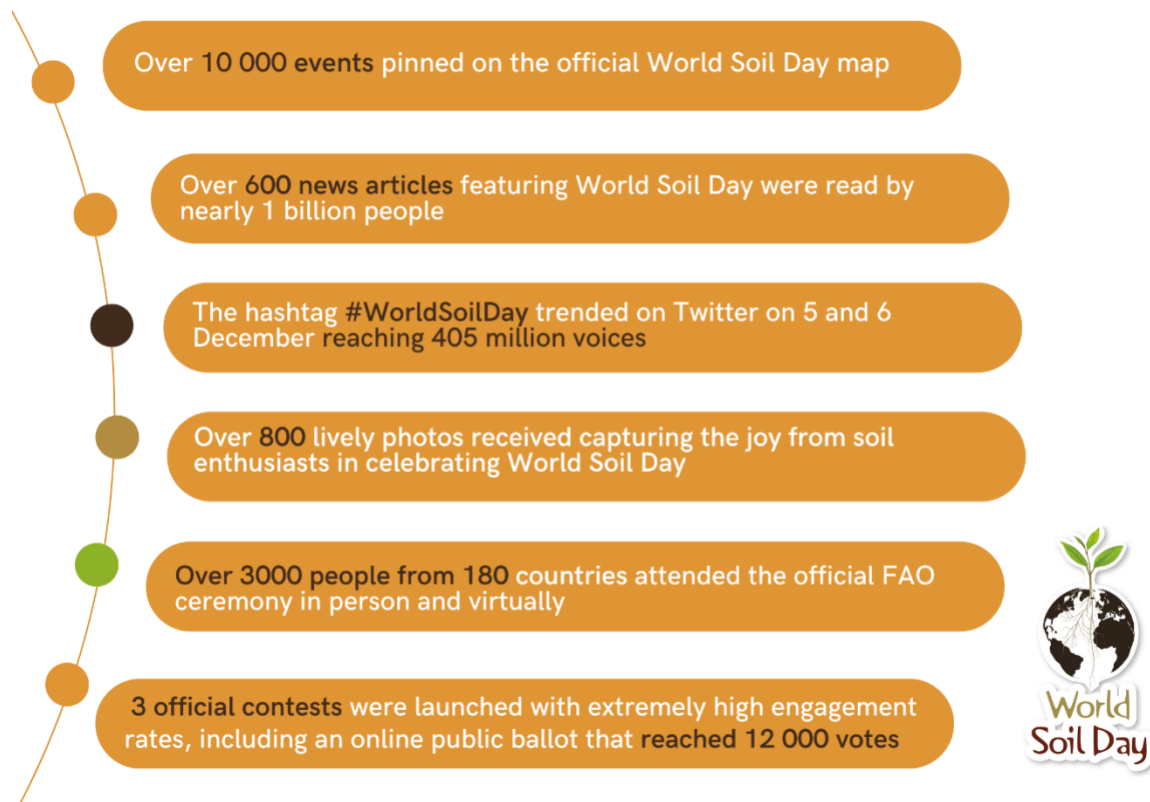 Over 10 000 events pinned on the official World Soil Day map
Over 600 news articles featuring World Soil Day were read by
nearly 1 billion people
The hashtag #WorldSoilDay trended on Twitter on 5 and 6
December reaching 405 million voices
Over 800 lively photos received capturing the joy from soil
enthusiasts in celebrating World Soil Day
Over 3000 people from 180 countries attended the official FAO
ceremony in person and virtually
3 official contests were launched with extremely high engagement
rates, including an online public ballot that reached 12 000 votes
World
Soil Day